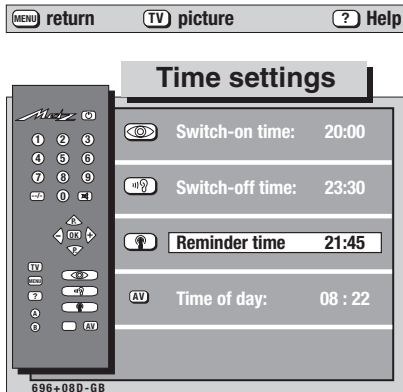 MENU return TV picture ? Help
Time settings
Metz
1 2 3
4 5 6
7 8 9
--/- 0
P+
- OK +
P-
TV
MENU
?
A
B AV
Switch-on time: 20:00
Switch-off time: 23:30
Reminder time 21:45
AV Time of day: 08 : 22
696+08D-GB